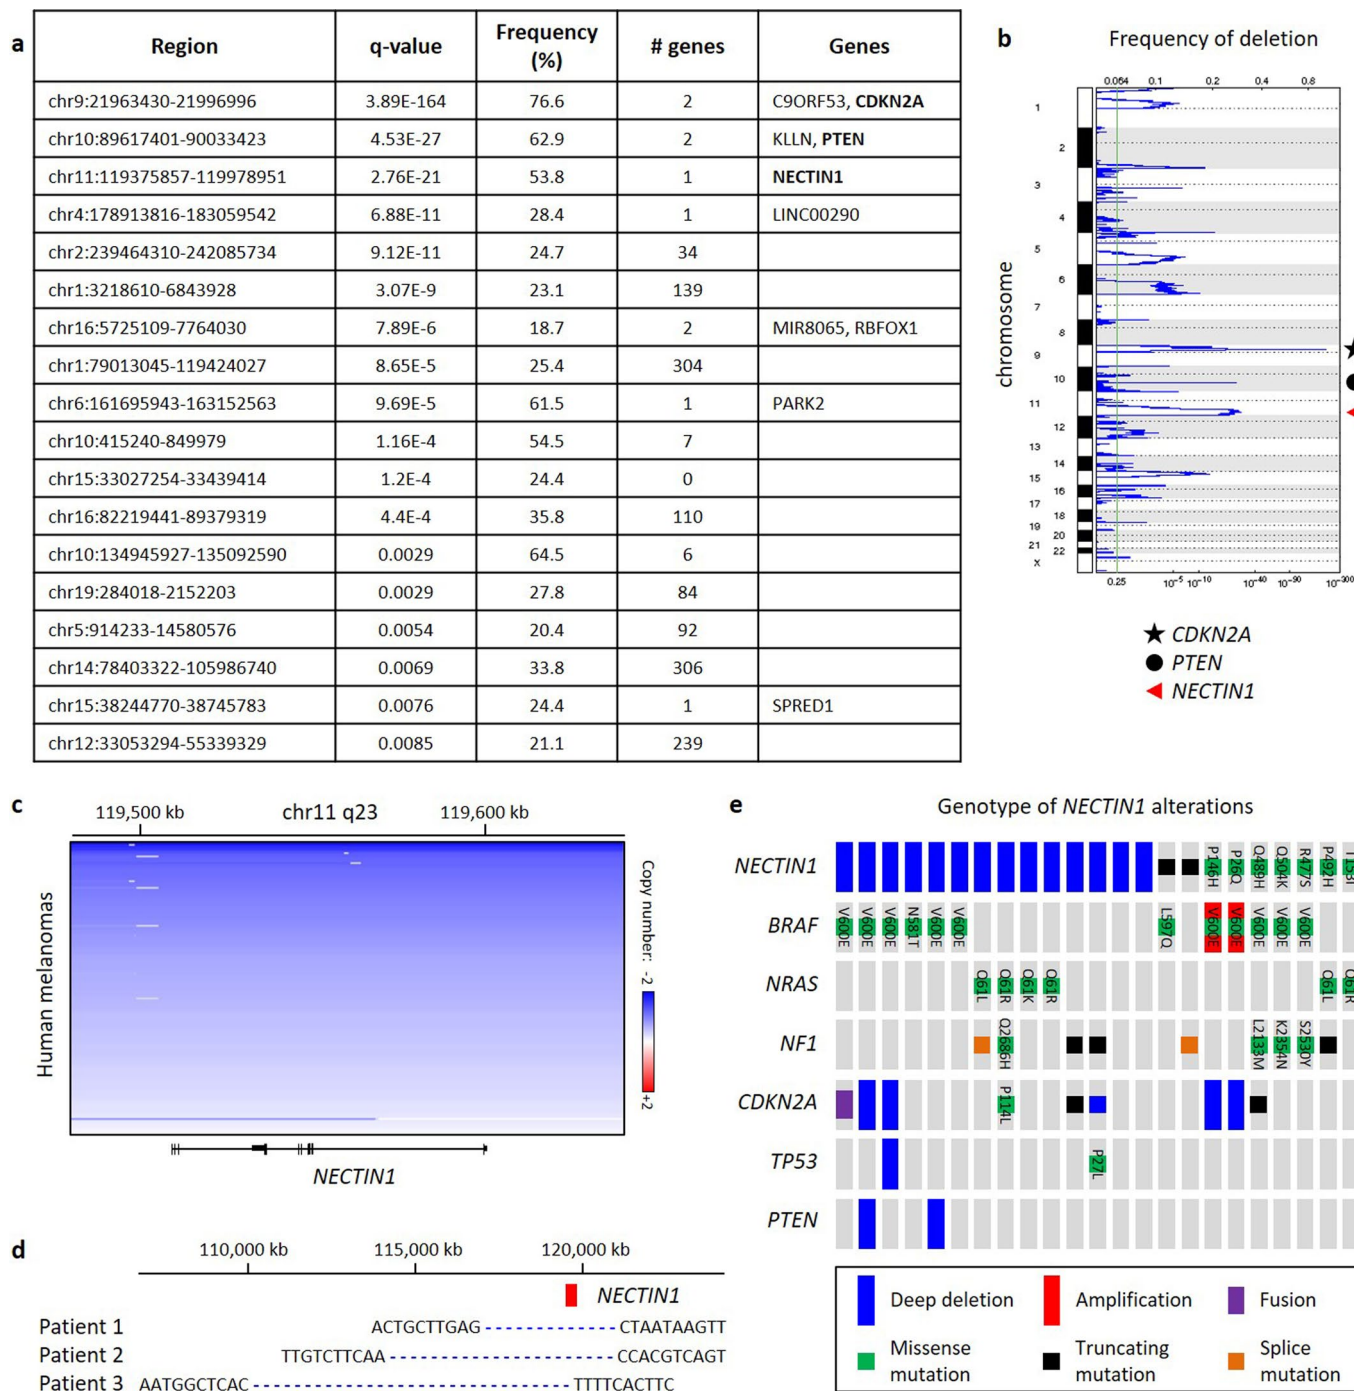 a
Region q-value Frequency (%) # genes Genes
chr9:21963430-21996996 3.89E-164 76.6 2 C9ORF53, CDKN2A
chr10:89617401-90033423 4.53E-27 62.9 2 KLLN, PTEN
chr11:119375857-119978951 2.76E-21 53.8 1 NECTIN1
chr4:178913816-183059542 6.88E-11 28.4 1 LINC00290
chr2:239464310-242085734 9.12E-11 24.7 34
chr1:3218610-6843928 3.07E-9 23.1 139
chr16:5725109-7764030 7.89E-6 18.7 2 MIR8065, RBFOX1
chr1:79013045-119424027 8.65E-5 25.4 304
chr6:161695943-163152563 9.69E-5 61.5 1 PARK2
chr10:415240-849979 1.16E-4 54.5 7
chr15:33027254-33439414 1.2E-4 24.4 0
chr16:82219441-89379319 4.4E-4 35.8 110
chr10:134945927-135092590 0.0029 64.5 6
chr19:284018-2152203 0.0029 27.8 84
chr5:914233-14580576 0.0054 20.4 92
chr14:78403322-105986740 0.0069 33.8 306
chr15:38244770-38745783 0.0076 24.4 1 SPRED1
chr12:33053294-55339329 0.0085 21.1 239
b Frequency of deletion
0.064 0.1 0.2 0.4 0.8
chromosome
1
2
3
4
5
6
7
8
9
10
11
12
13
14
15
16
17
18
19
20
21
22
X
0.25 10-5 10-10 10-40 10-90 10-300
CDKN2A
PTEN
NECTIN1
c 119,500 kb chr11 q23 119,600 kb
Human melanomas
Copy number: -2
+2
NECTIN1
d 110,000 kb 115,000 kb 120,000 kb
NECTIN1
Patient 1 ACTGCTTGAG CTAATAAGTT
Patient 2 TTGTCTTCAA CCACGTCAGT
Patient 3 AATGGCTCAC TTTTCACTTC
e Genotype of NECTIN1 alterations
NECTIN1 P146H P26Q Q489H Q504K R477S P492H T153I
BRAF V600E V600E V600E N581T V600E V600E L597Q V600E V600E V600E V600E V600E
NRAS Q61L Q61R Q61K Q61R Q61L Q61R
NF1 Q2686H L2133M K2354N S2530Y
CDKN2A P114L
TP53 P27L
PTEN
Deep deletion Amplification Fusion
Missense mutation Truncating mutation Splice mutation